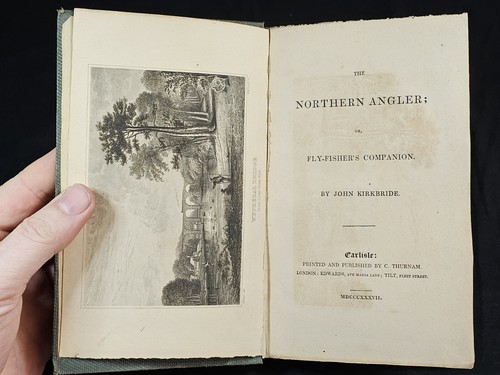 THE
NORTHERN ANGLER;
OR,
FLY-FISHER'S COMPANION.
BY JOHN KIRKBRIDE.
Carlisle:
PRINTED AND PUBLISHED BY C. THURNAM.
LONDON: EDWARDS, AVE MARIA LANE; TILT, FLEET STREET.
MDCCCXXXVII.